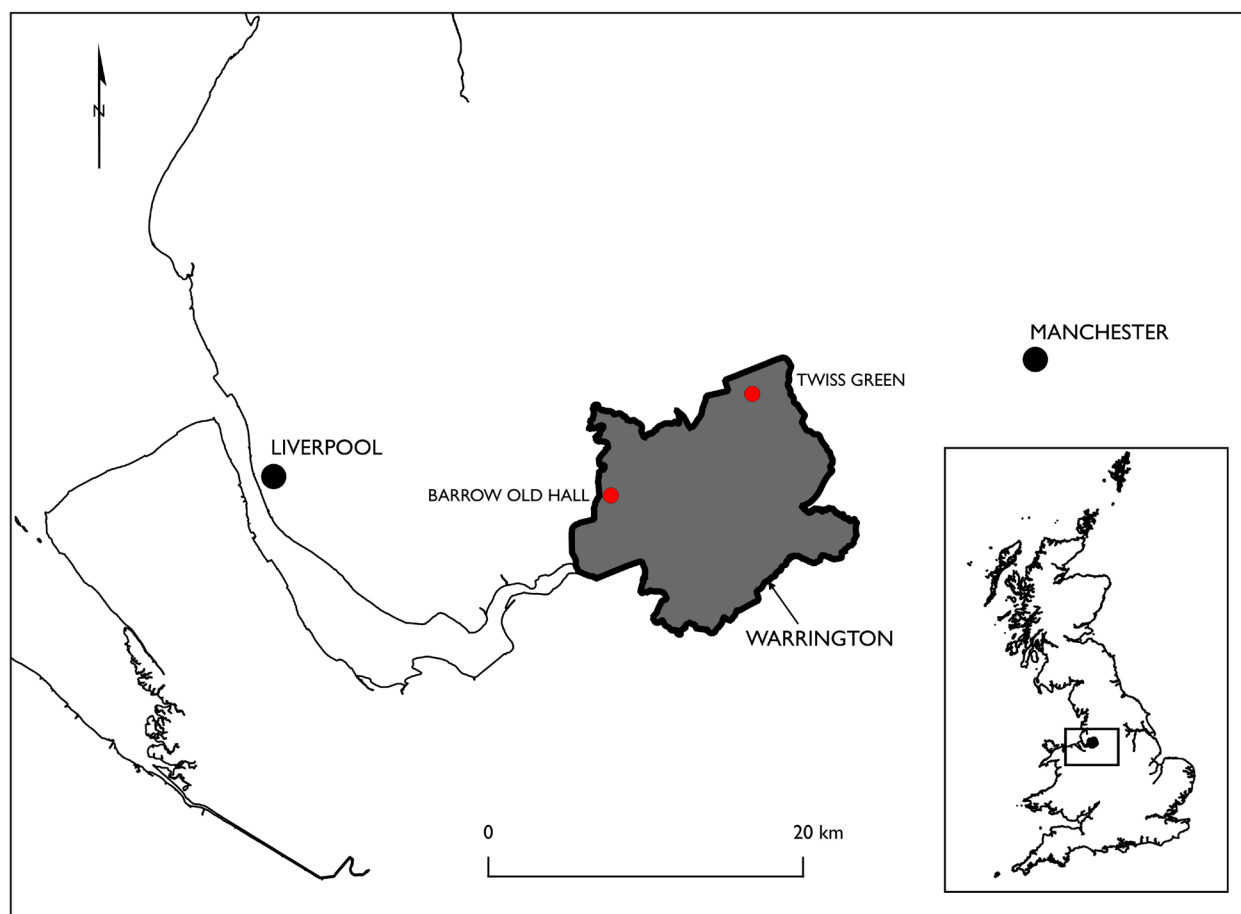 N
MANCHESTER
TWISS GREEN
LIVERPOOL
BARROW OLD HALL
WARRINGTON
0
20 km